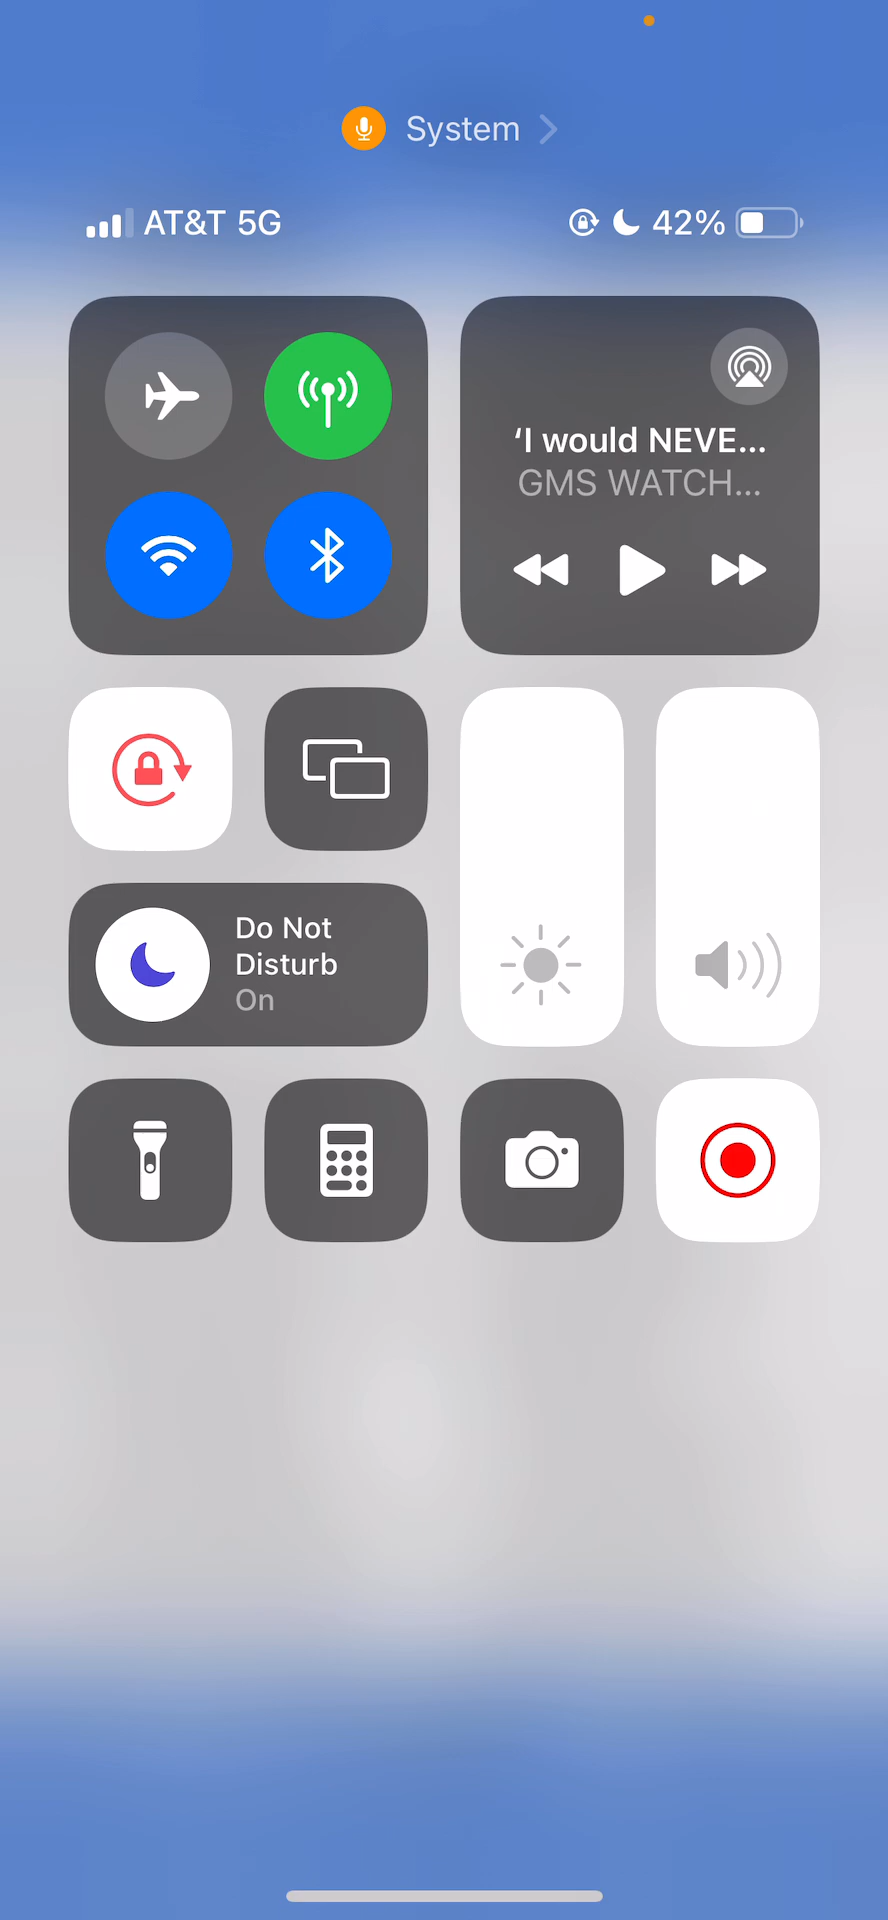 System
AT&T 5G
42%
‘I would NEVE...
GMS WATCH...
Do Not
Disturb
On